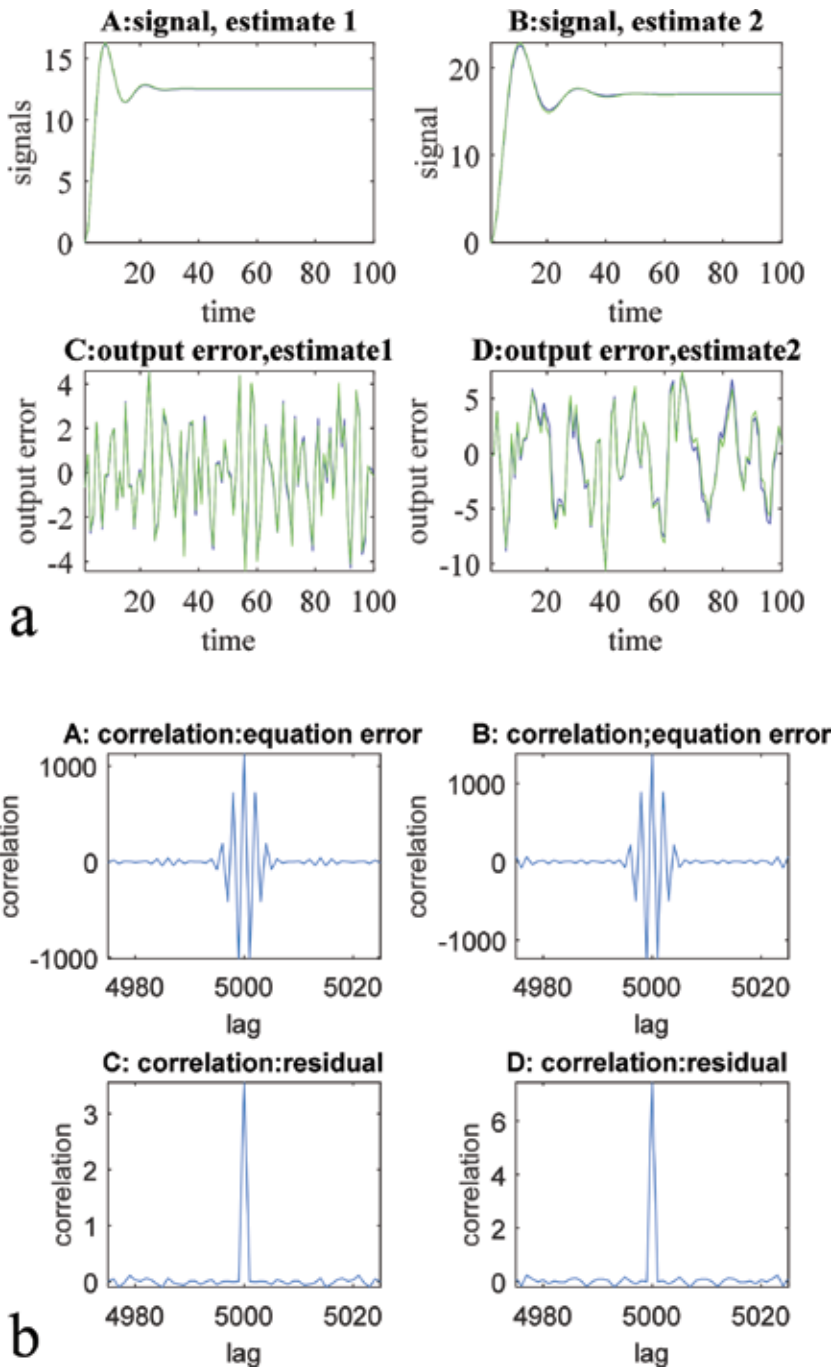 A:signal, estimate 1
signals
15
10
5
0
20
40
60
80
100
time
B:signal, estimate 2
signal
20
10
0
20
40
60
80
100
time
C:output error,estimate1
output error
4
2
0
-2
-4
20
40
60
80
100
time
D:output error,estimate2
output error
5
0
-5
-10
20
40
60
80
100
time
a
A: correlation:equation error
correlation
1000
0
-1000
4980
5000
5020
lag
B: correlation;equation error
correlation
1000
0
-1000
4980
5000
5020
lag
C: correlation:residual
correlation
3
2
1
0
4980
5000
5020
lag
D: correlation:residual
correlation
6
4
2
0
4980
5000
5020
lag
b